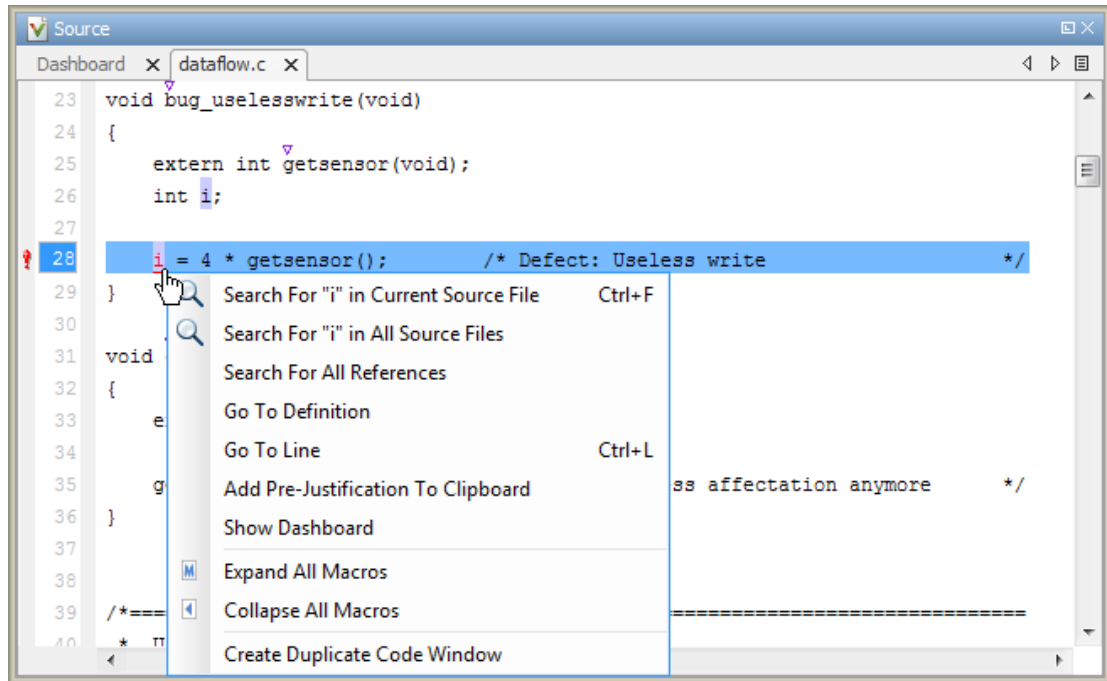 Source
Dashboard dataflow.c
23 void bug_uselesswrite(void)
24 {
25 extern int getsensor(void);
26 int i;
27
28 i = 4 * getsensor(); /* Defect: Useless write */
29 }
Search For "i" in Current Source File Ctrl+F
30
Search For "i" in All Source Files
31 void
Search For All References
32 {
Go To Definition
33 e
Go To Line Ctrl+L
34
Add Pre-Justification To Clipboard
35 g ss affectation anymore */
36 }
Show Dashboard
37
M Expand All Macros
38
Collapse All Macros
39 /*==== ==============================
40 *
Create Duplicate Code Window